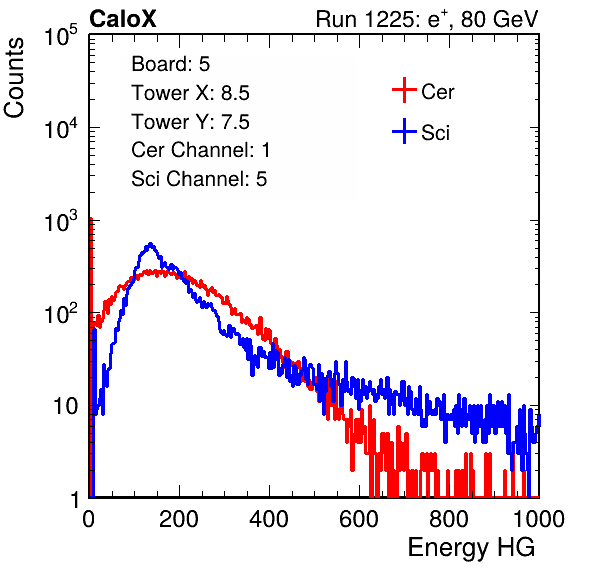 CaloX Run 1225: e⁺, 80 GeV
Counts
Board: 5
Tower X: 8.5
Tower Y: 7.5
Cer Channel: 1
Sci Channel: 5
Cer
Sci
10⁵
10⁴
10³
10²
10
1
0 200 400 600 800 1000
Energy HG